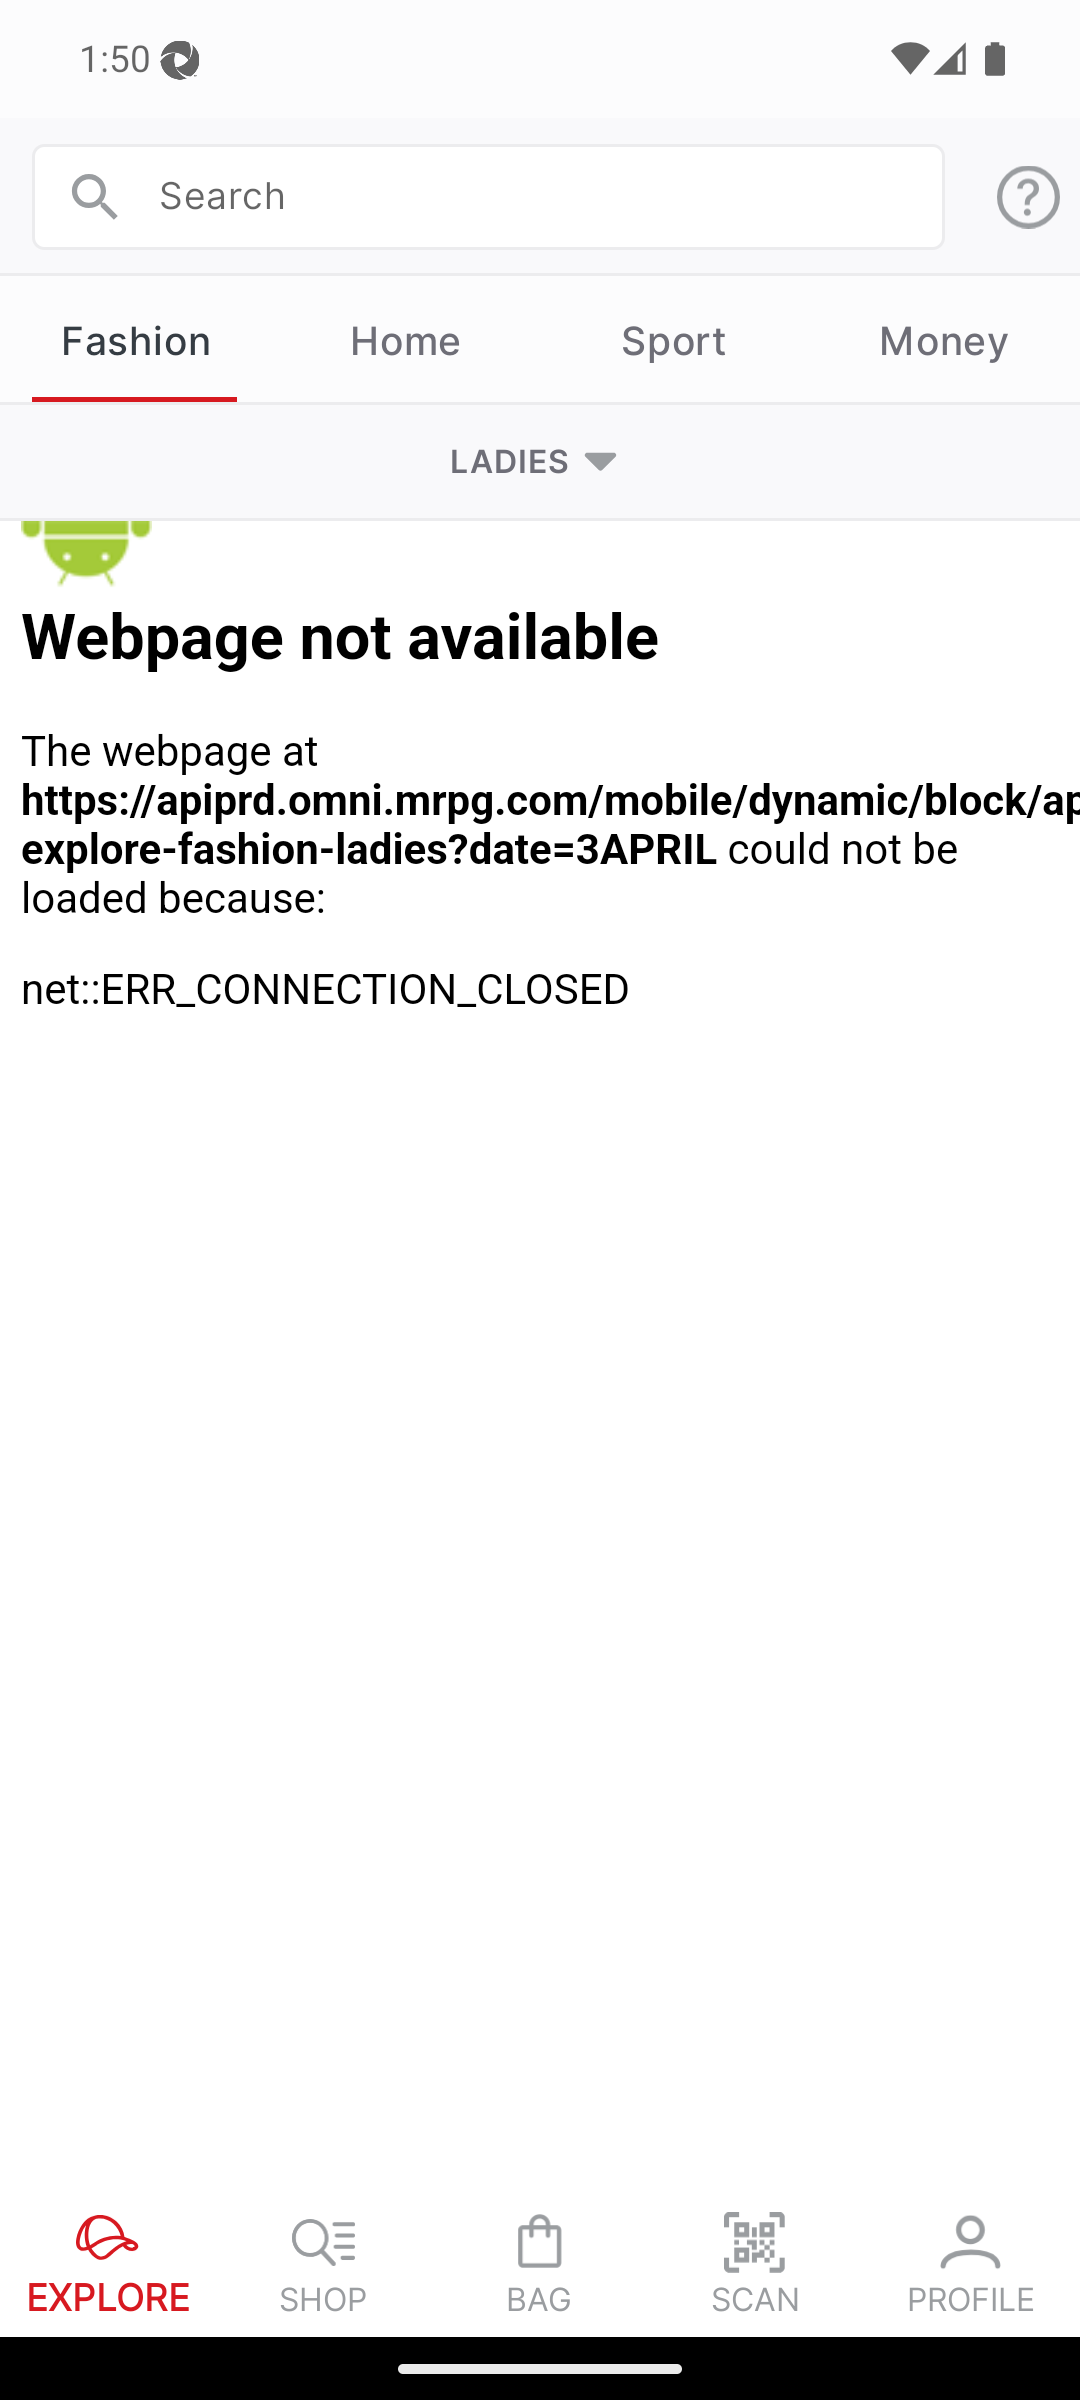 1:50
Search
Fashion Home Sport Money
LADIES
Webpage not available
The webpage at
https://apiprd.omni.mrpg.com/mobile/dynamic/block/ap
explore-fashion-ladies?date=3APRIL could not be
loaded because:
net::ERR_CONNECTION_CLOSED
EXPLORE SHOP BAG SCAN PROFILE